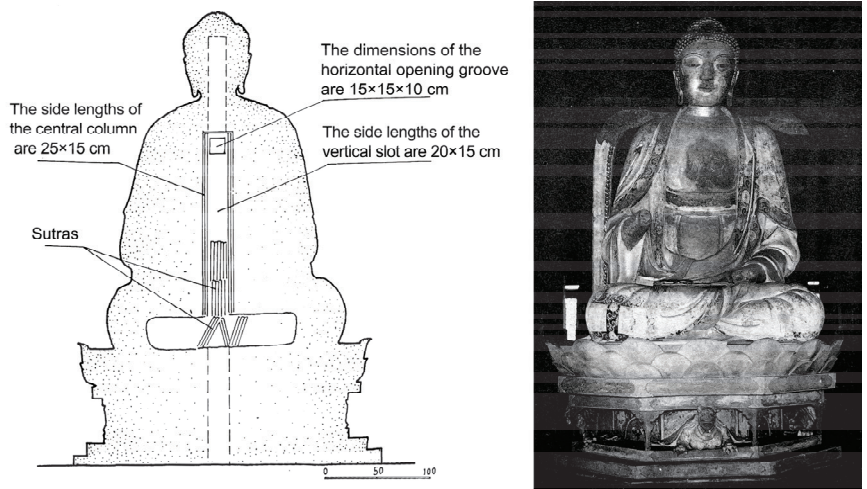 The dimensions of the
horizontal opening groove
are 15×15×10 cm
The side lengths of
the central column
are 25×15 cm
The side lengths of the
vertical slot are 20×15 cm
Sutras
0 50 100